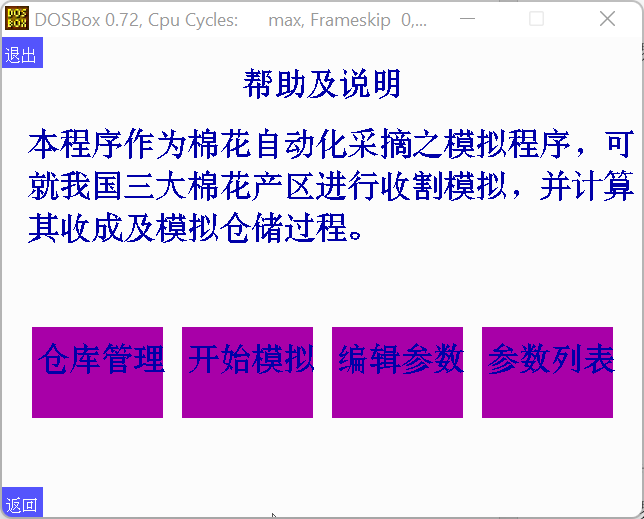 DOS
BOX
DOSBox 0.72, Cpu Cycles: max, Frameskip 0,...
退出
帮助及说明
本程序作为棉花自动化采摘之模拟程序，可
就我国三大棉花产区进行收割模拟，并计算
其收成及模拟仓储过程。
仓库管理 开始模拟 编辑参数 参数列表
返回